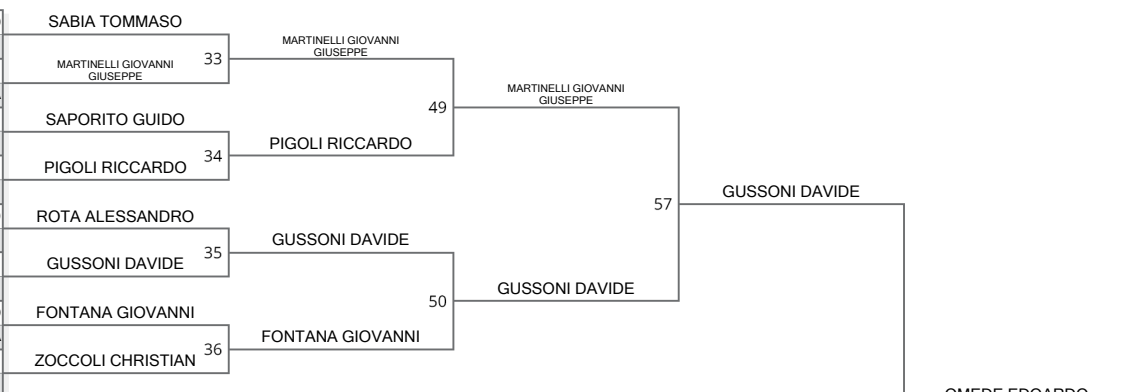 SABIA TOMMASO
MARTINELLI GIOVANNI
GIUSEPPE
33
MARTINELLI GIOVANNI
GIUSEPPE
SAPORITO GUIDO
PIGOLI RICCARDO
34
PIGOLI RICCARDO
49
MARTINELLI GIOVANNI
GIUSEPPE
ROTA ALESSANDRO
GUSSONI DAVIDE
35
GUSSONI DAVIDE
FONTANA GIOVANNI
ZOCCOLI CHRISTIAN
36
FONTANA GIOVANNI
50
GUSSONI DAVIDE
57
GUSSONI DAVIDE